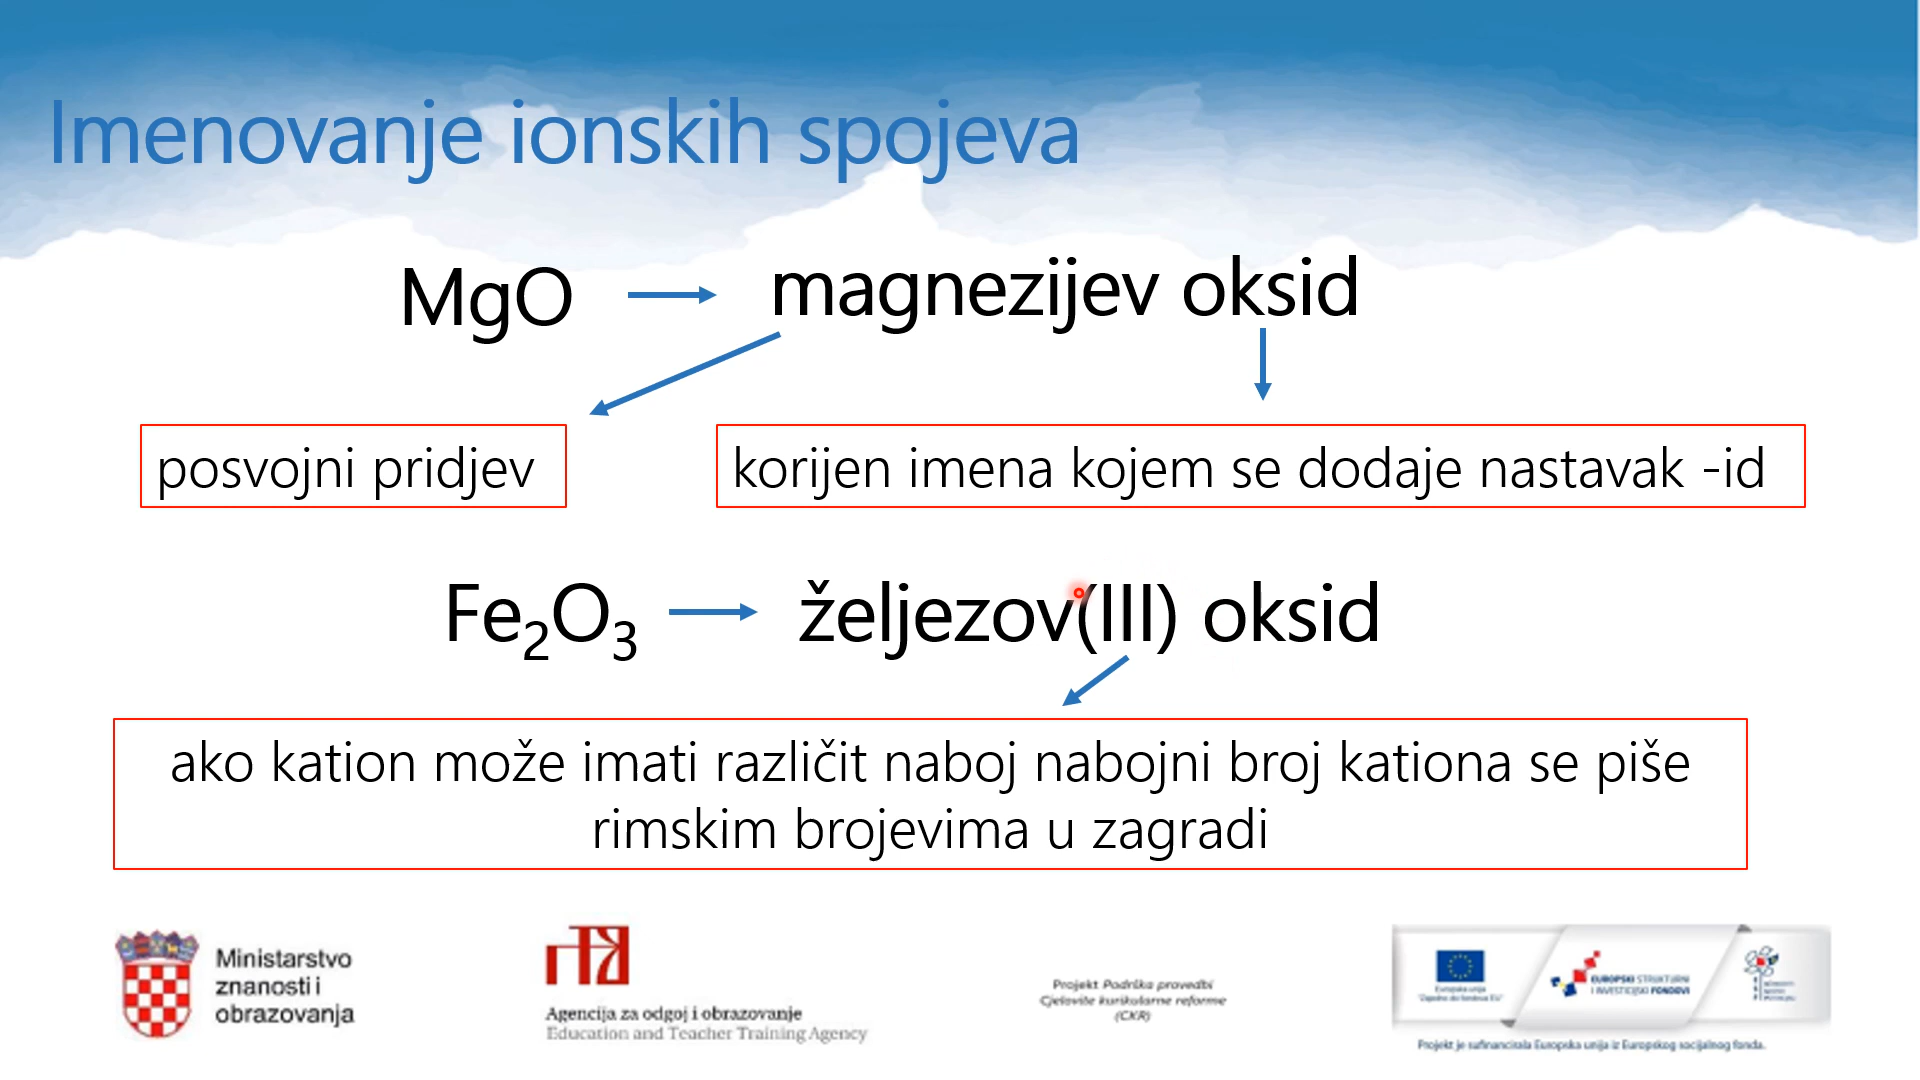 Imenovanje ionskih spojeva
MgO magnezijev oksid
posvojni pridjev
korijen imena kojem se dodaje nastavak -id
Fe₂O₃ željezov(III) oksid
ako kation može imati različit naboj nabojni broj kationa se piše
rimskim brojevima u zagradi
Ministarstvo
znanosti i
obrazovanja
Agencija za odgoj i obrazovanje
Education and Teacher Training Agency
Projekt Podrška provedbi
Cjelovite kurikularne reforme
(CKR)
Europska unija
"Zajedno do fondova EU"
EUROPSKI STRUKTURNI
I INVESTICIJSKI FONDOVI
Projekt je sufinancirala Europska unija iz Europskog socijalnog fonda.